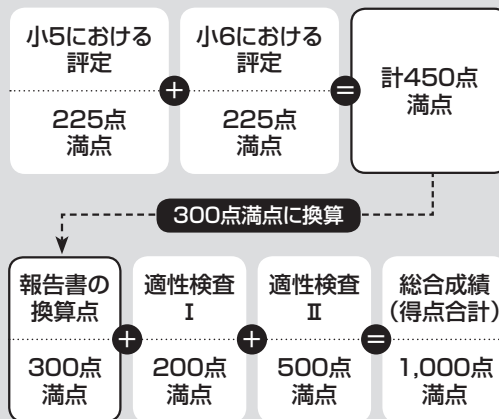 小5における
評定
225点
満点
+
小6における
評定
225点
満点
=
計450点
満点
300点満点に換算
報告書の
換算点
300点
満点
+
適性検査
Ⅰ
200点
満点
+
適性検査
Ⅱ
500点
満点
=
総合成績
(得点合計)
1,000点
満点